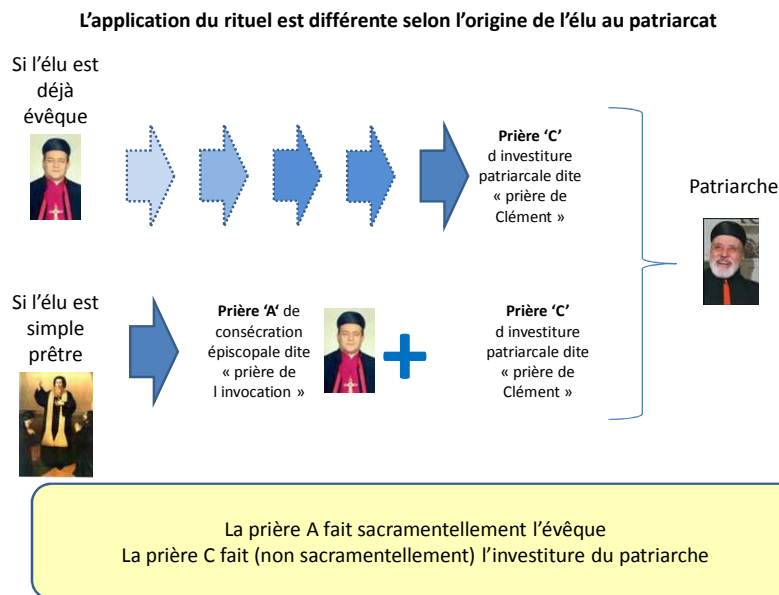 L’application du rituel est différente selon l’origine de l’élu au patriarcat
Si l’élu est
déjà
évêque
Prière ‘C’
d investiture
patriarcale dite
« prière de
Clément »
Patriarche
Si l’élu est
simple
prêtre
Prière ‘A‘ de
consécration
épiscopale dite
« prière de
l invocation »
Prière ‘C’
d investiture
patriarcale dite
« prière de
Clément »
La prière A fait sacramentellement l’évêque
La prière C fait (non sacramentellement) l’investiture du patriarche